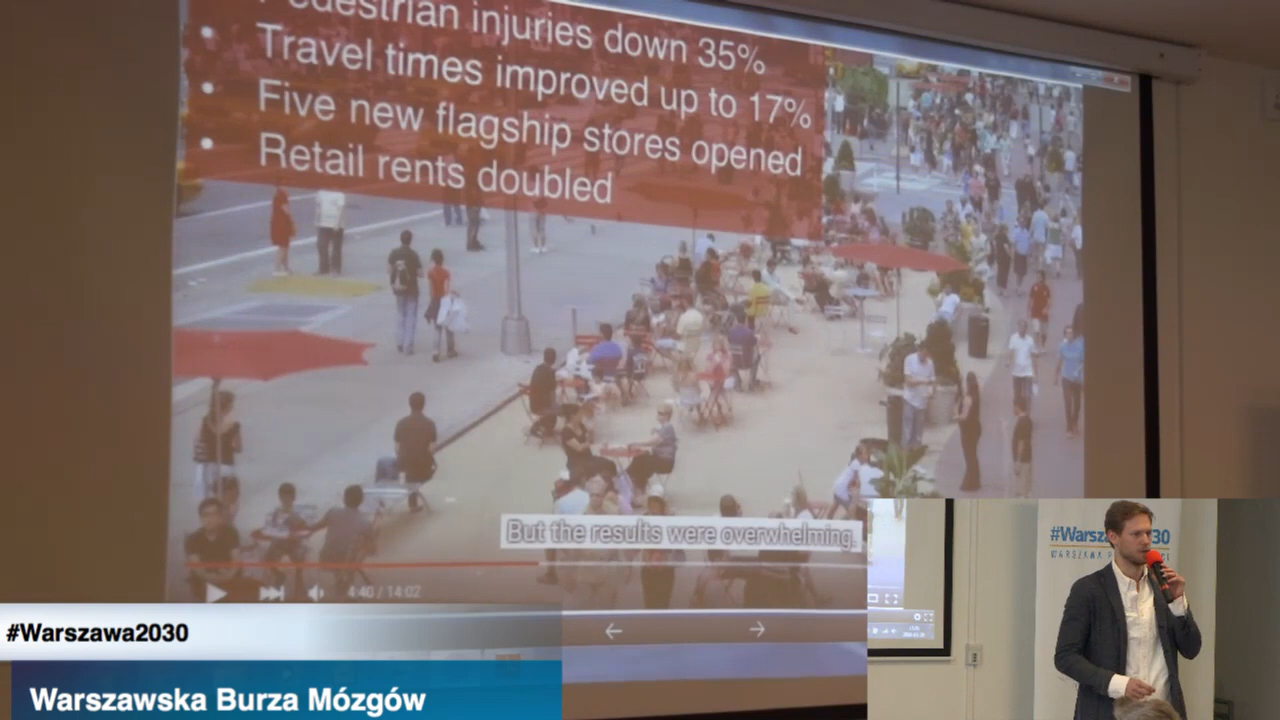 Pedestrian injuries down 35%
• Travel times improved up to 17%
• Five new flagship stores opened
• Retail rents doubled
But the results were overwhelming.
4:40 / 14:02
#Warszawa2030
Warszawska Burza Mózgów